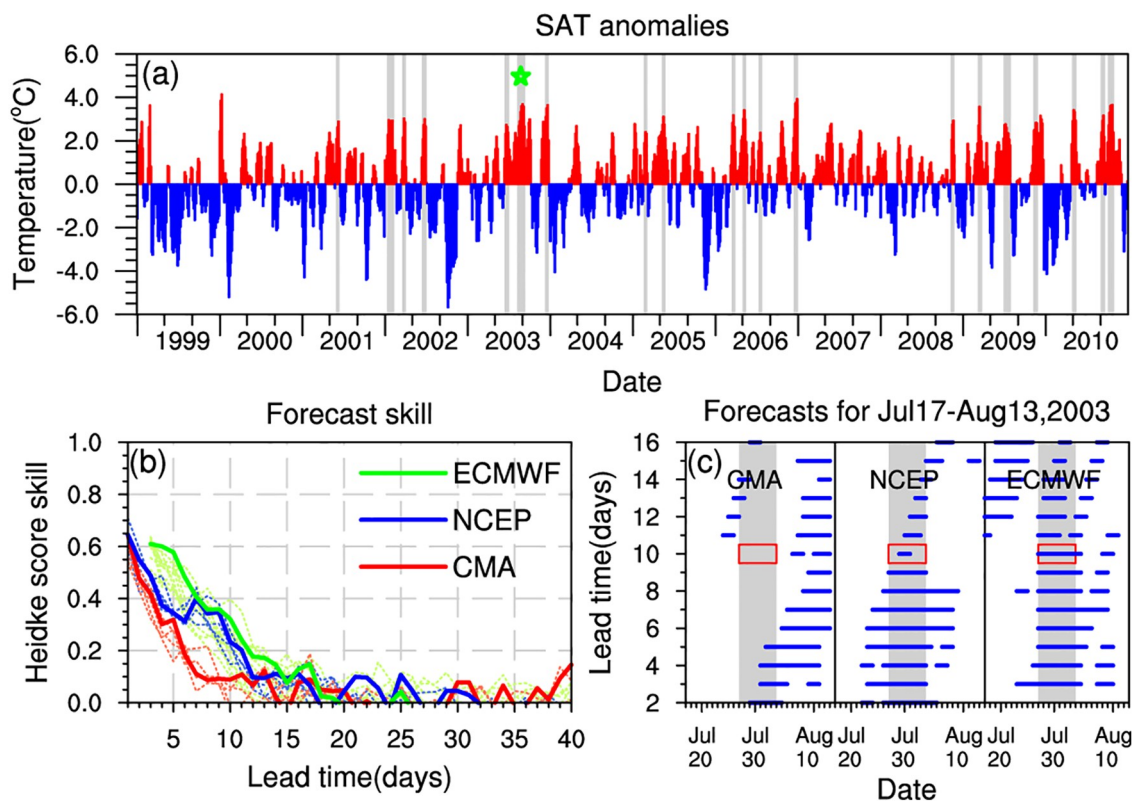 SAT anomalies
(a)
Temperature(°C)
6.0
4.0
2.0
0.0
-2.0
-4.0
-6.0
1999 2000 2001 2002 2003 2004 2005 2006 2007 2008 2009 2010
Date
Forecast skill
(b)
Heidke score skill
1.0
0.8
0.6
0.4
0.2
0.0
ECMWF
NCEP
CMA
5 10 15 20 25 30 35 40
Lead time(days)
Forecasts for Jul17-Aug13,2003
(c)
Lead time(days)
16
14
12
10
8
6
4
2
CMA NCEP ECMWF
Jul Jul Aug Jul Jul Aug Jul Jul Aug
20 30 10 20 30 10 20 30 10
Date